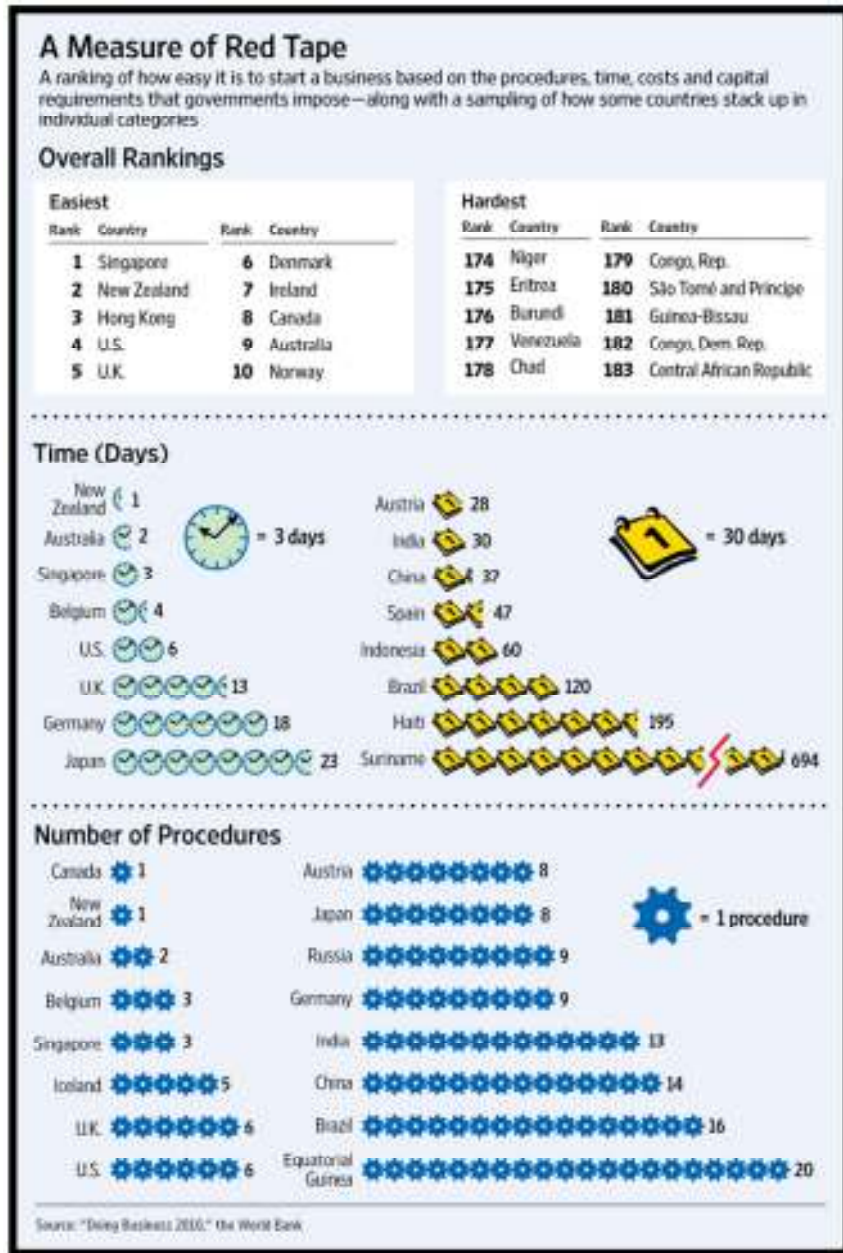 A Measure of Red Tape
A ranking of how easy it is to start a business based on the procedures, time, costs and capital
requirements that governments impose—along with a sampling of how some countries stack up in
individual categories
Overall Rankings
Easiest
Rank Country Rank Country
1 Singapore 6 Denmark
2 New Zealand 7 Ireland
3 Hong Kong 8 Canada
4 U.S. 9 Australia
5 U.K. 10 Norway
Hardest
Rank Country Rank Country
174 Niger 179 Congo, Rep.
175 Eritrea 180 São Tomé and Principe
176 Burundi 181 Guinea-Bissau
177 Venezuela 182 Congo, Dem. Rep.
178 Chad 183 Central African Republic
Time (Days)
New
Zealand 1
Australia 2
Singapore 3
Belgium 4
U.S. 6
U.K. 13
Germany 18
Japan 23
= 3 days
Austria 28
India 30
China 37
Spain 47
Indonesia 60
Brazil 120
Haiti 195
Suriname 694
1
= 30 days
Number of Procedures
Canada 1
New
Zealand 1
Australia 2
Belgium 3
Singapore 3
Iceland 5
U.K. 6
U.S. 6
Austria 8
Japan 8
Russia 9
Germany 9
India 13
China 14
Brazil 16
Equatorial
Guinea 20
= 1 procedure
Source: "Doing Business 2010," the World Bank